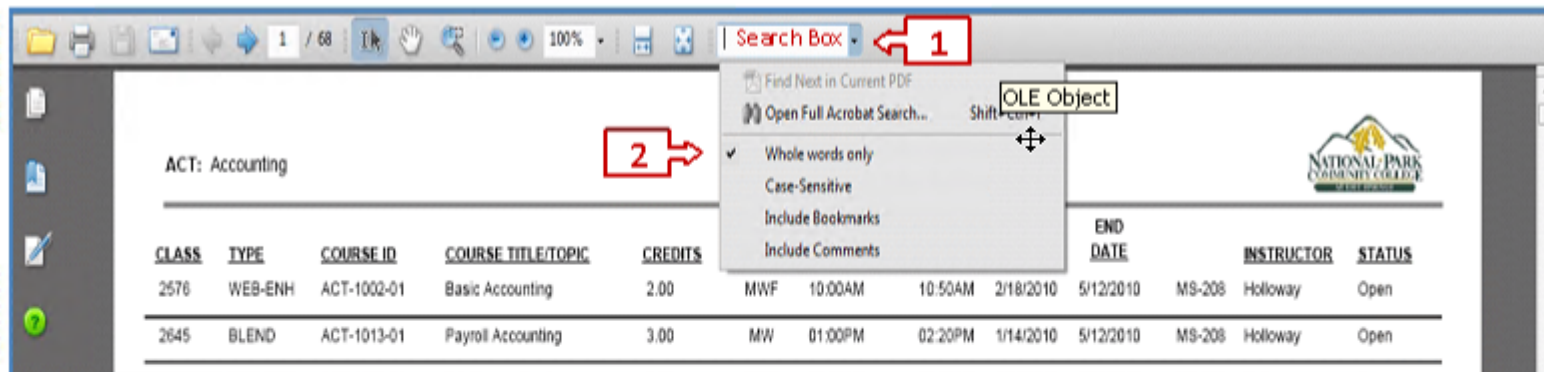 1 / 68 100% Search Box 1
Find Next in Current PDF
OLE Object
Open Full Acrobat Search...
2 Whole words only
ACT: Accounting
NATIONAL PARK
COMMUNITY COLLEGE
Case-Sensitive
Include Bookmarks
Include Comments
CLASS TYPE COURSE ID COURSE TITLE/TOPIC CREDITS END DATE INSTRUCTOR STATUS
2576 WEB-ENH ACT-1002-01 Basic Accounting 2.00 MWF 10:00AM 10:50AM 2/18/2010 5/12/2010 MS-208 Holloway Open
2645 BLEND ACT-1013-01 Payroll Accounting 3.00 MW 01:00PM 02:20PM 1/14/2010 5/12/2010 MS-208 Holloway Open